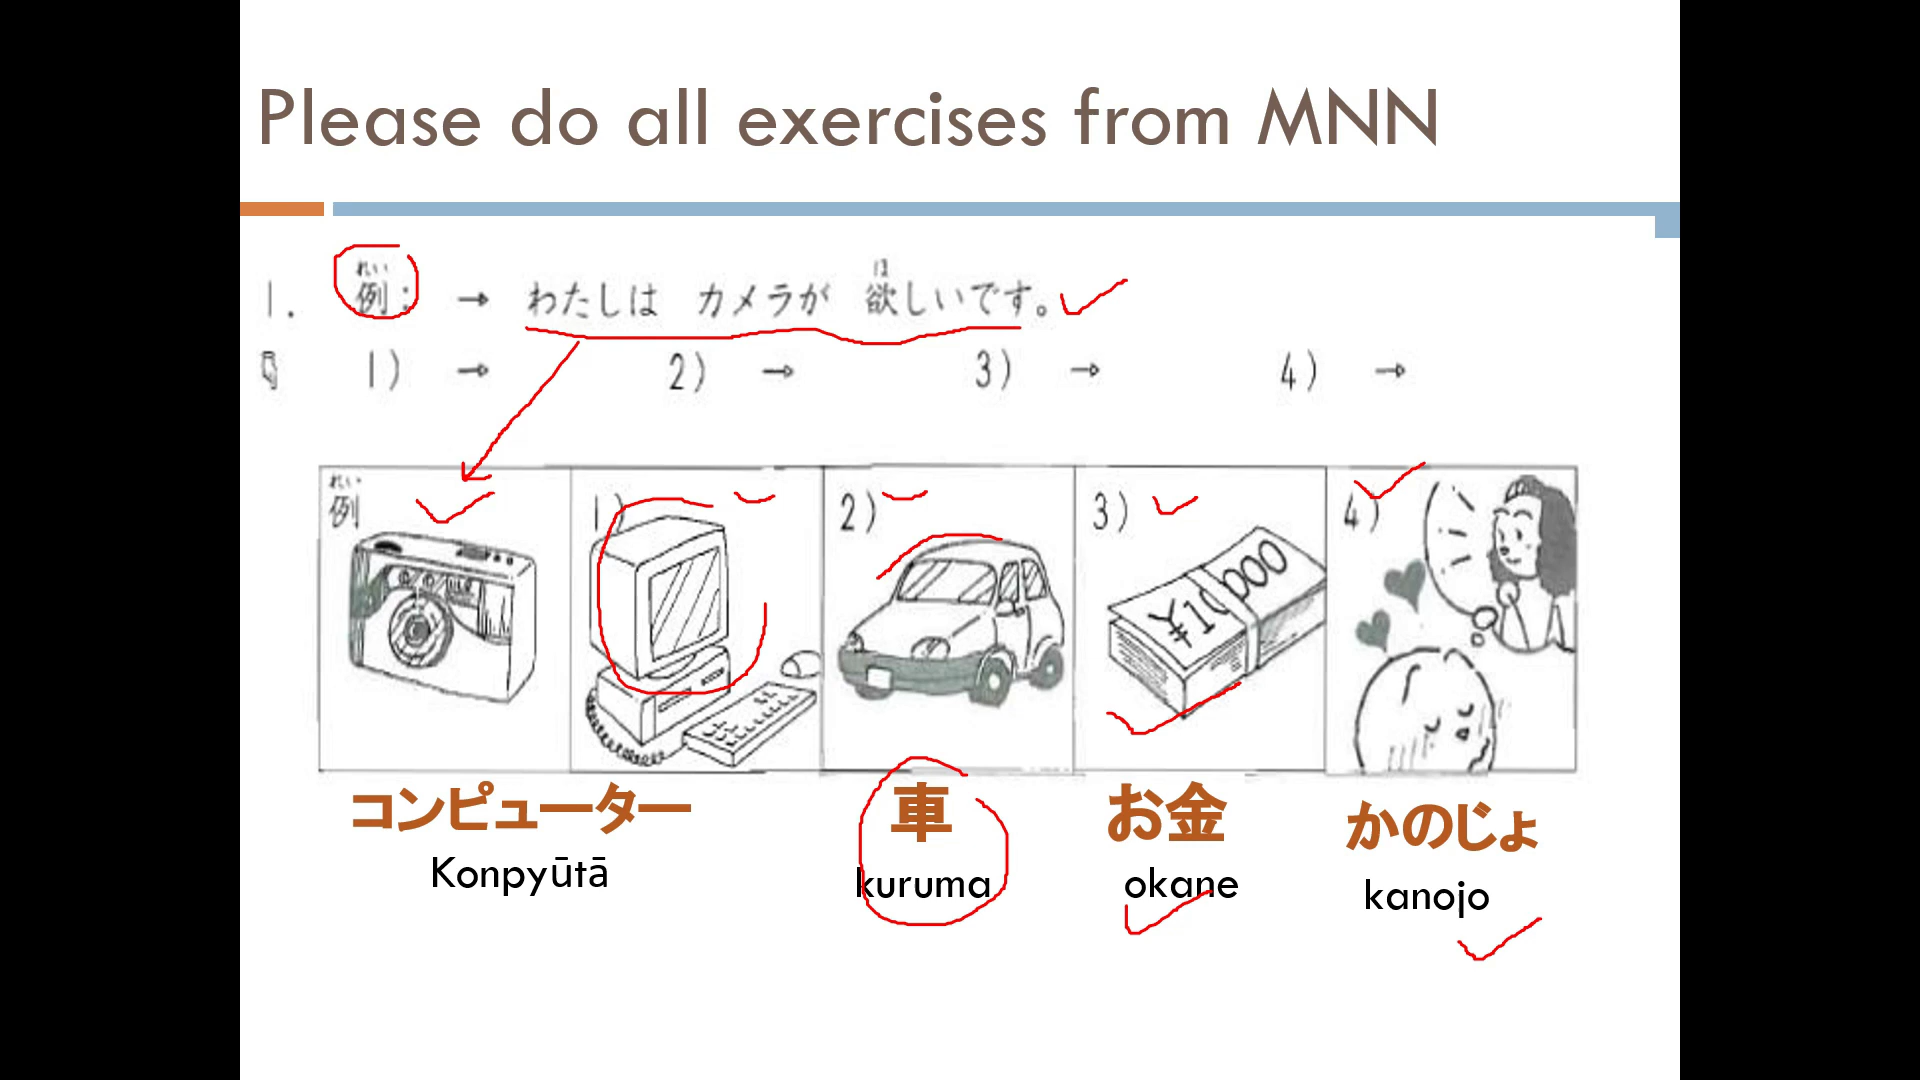 Please do all exercises from MNN
れい ほ
1. 例: → わたしは カメラが 欲しいです。
1) → 2) → 3) → 4) →
れい
例 1) 2) 3) 4)
¥10000
コンピューター 車 お金 かのじょ
Konpyūtā kuruma okane kanojo